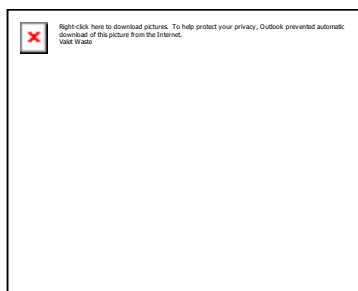 Right-click here to download pictures. To help protect your privacy, Outlook prevented automatic
download of this picture from the Internet.
Valet Waste